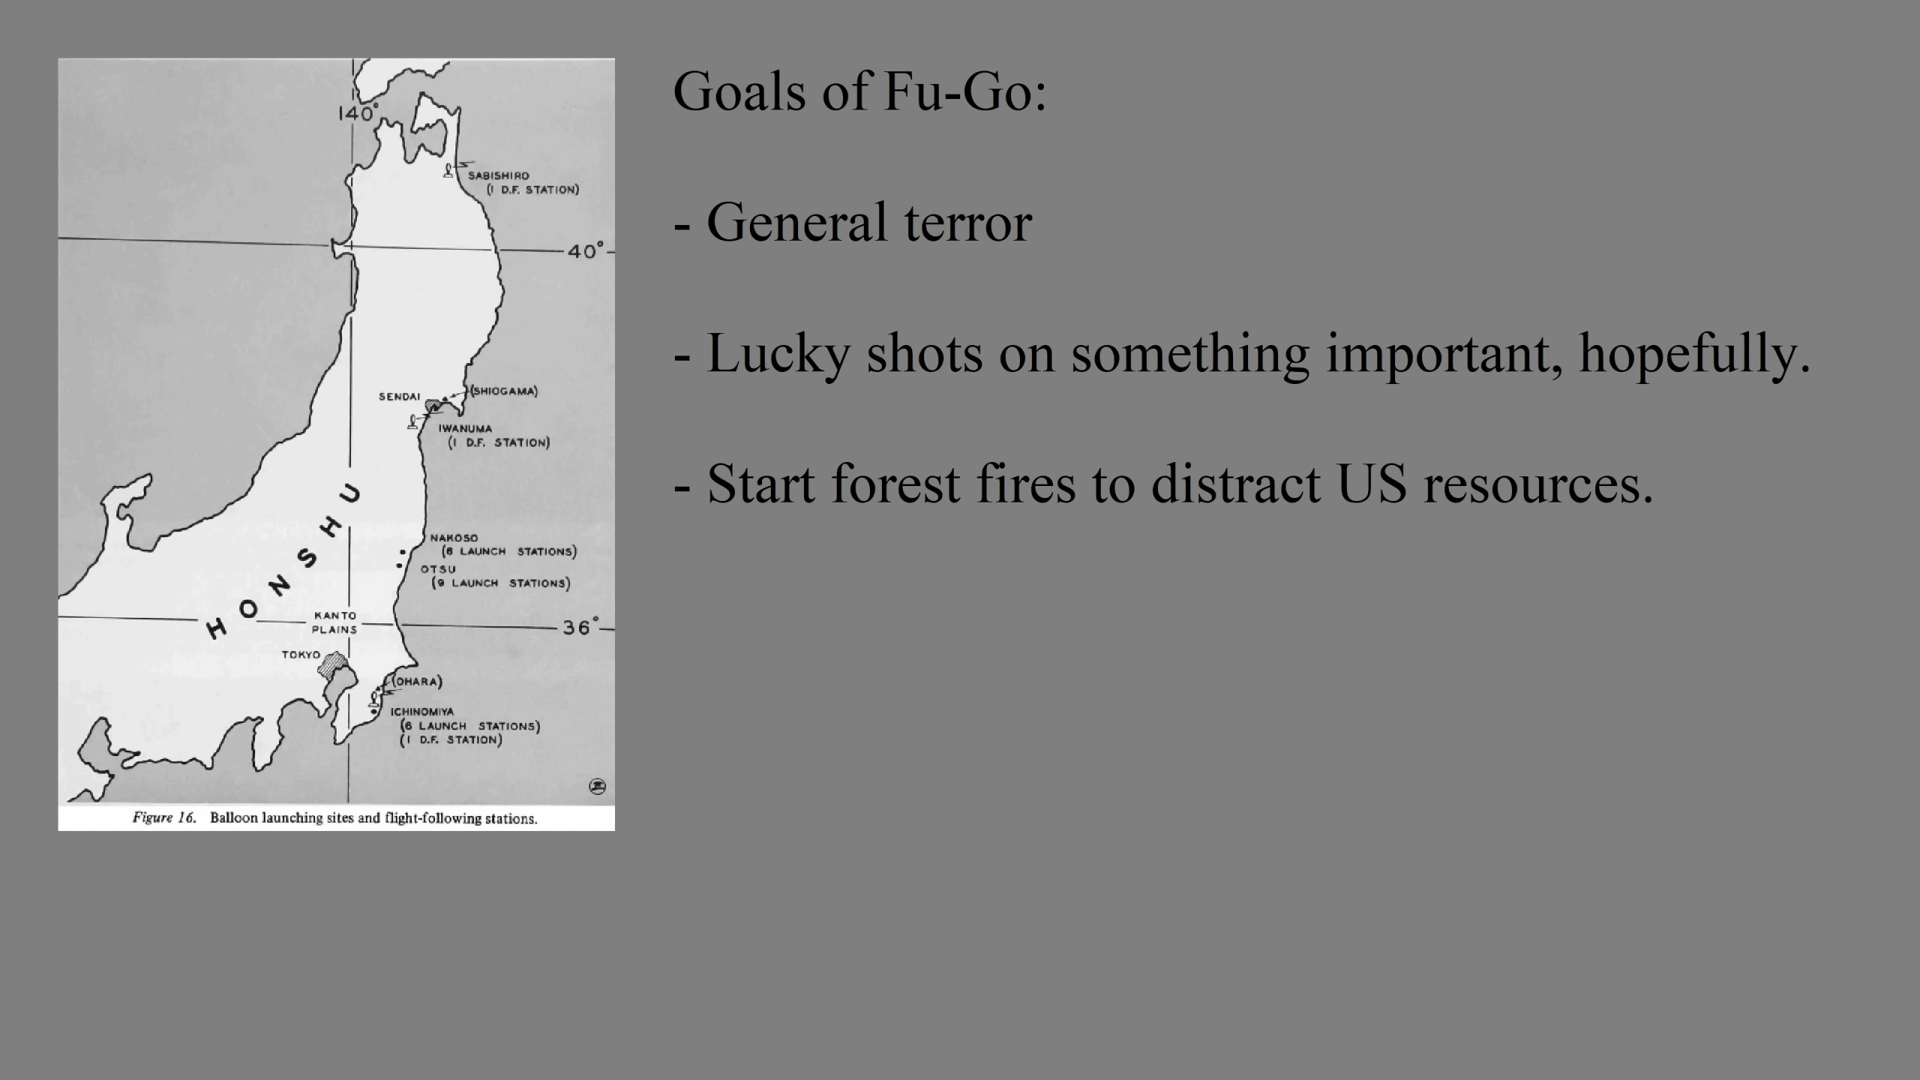 140°
SABISHIRO
(1 D.F. STATION)
40°
SENDAI
(SHIOGAMA)
IWANUMA
(1 D.F. STATION)
HONSHU
NAKOSO
(6 LAUNCH STATIONS)
OTSU
(9 LAUNCH STATIONS)
KANTO
PLAINS
36°
TOKYO
(OHARA)
ICHINOMIYA
(6 LAUNCH STATIONS)
(1 D.F. STATION)
Figure 16. Balloon launching sites and flight-following stations.
Goals of Fu-Go:
- General terror
- Lucky shots on something important, hopefully.
- Start forest fires to distract US resources.